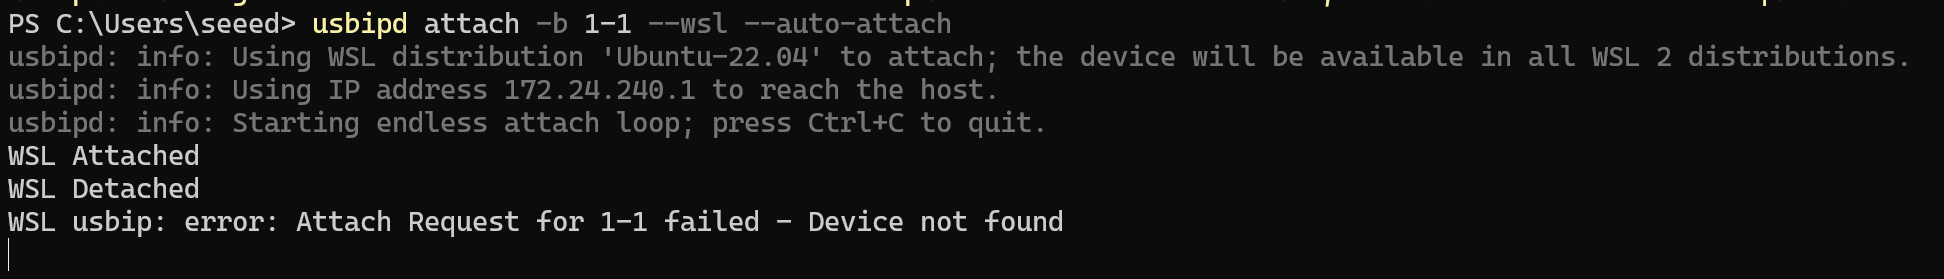 PS C:\Users\seeed> usbipd attach -b 1-1 --wsl --auto-attach
usbipd: info: Using WSL distribution 'Ubuntu-22.04' to attach; the device will be available in all WSL 2 distributions.
usbipd: info: Using IP address 172.24.240.1 to reach the host.
usbipd: info: Starting endless attach loop; press Ctrl+C to quit.
WSL Attached
WSL Detached
WSL usbip: error: Attach Request for 1-1 failed - Device not found